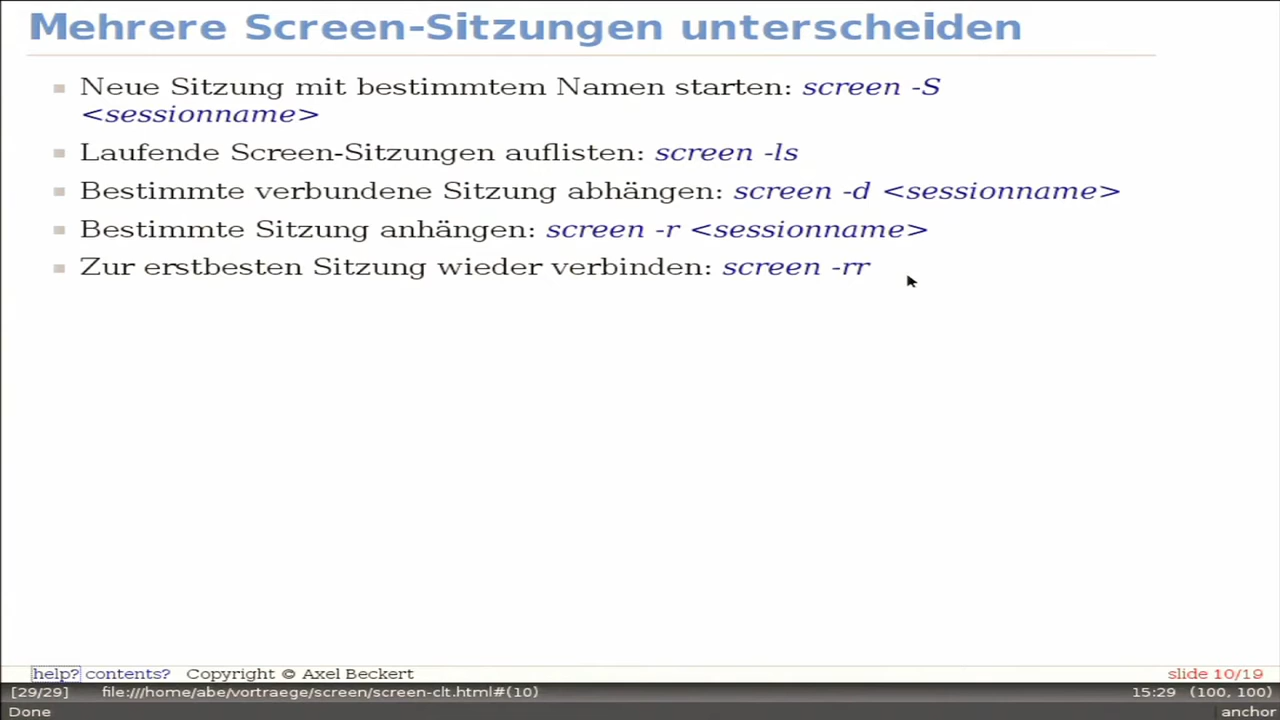 Mehrere Screen-Sitzungen unterscheiden
Neue Sitzung mit bestimmtem Namen starten: screen -S
<sessionname>
Laufende Screen-Sitzungen auflisten: screen -ls
Bestimmte verbundene Sitzung abhängen: screen -d <sessionname>
Bestimmte Sitzung anhängen: screen -r <sessionname>
Zur erstbesten Sitzung wieder verbinden: screen -rr
help? contents? Copyright © Axel Beckert slide 10/19
[29/29] file:///home/abe/vortraege/screen/screen-clt.html#(10) 15:29 (100, 100)
Done anchor